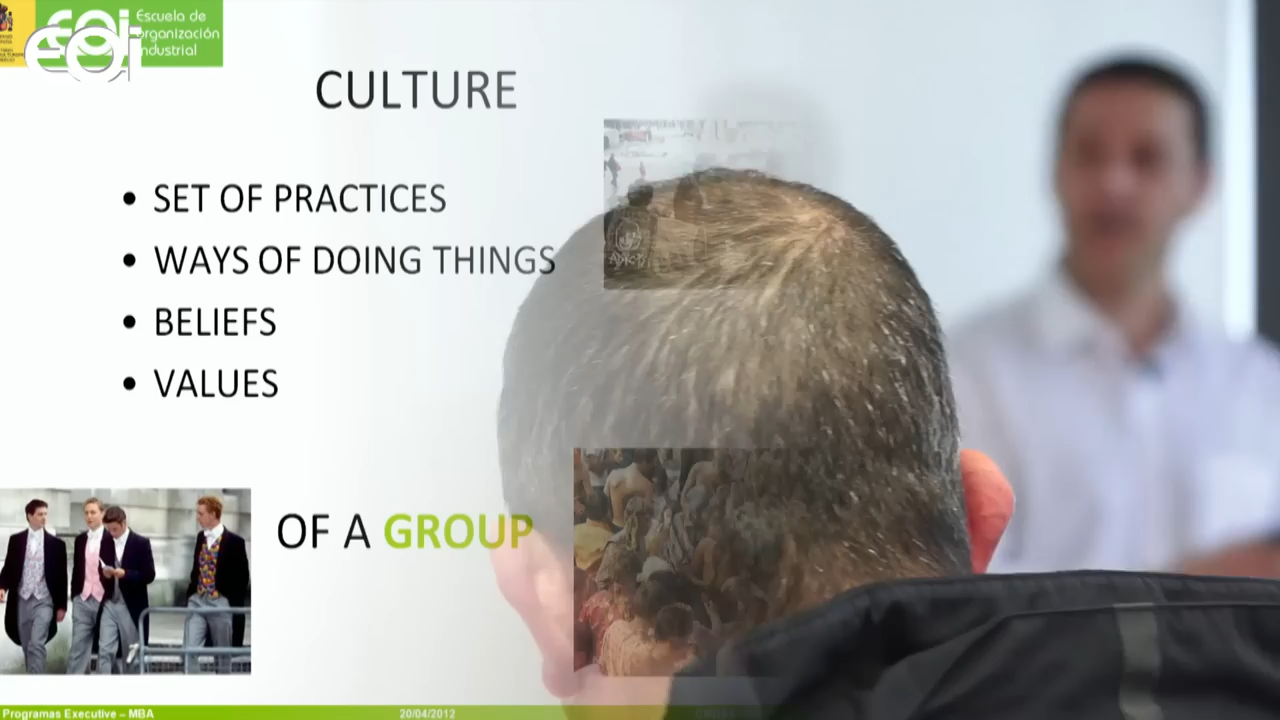 eoi
Escuela de
organización
industrial
CULTURE
• SET OF PRACTICES
• WAYS OF DOING THINGS
• BELIEFS
• VALUES
OF A GROUP
Programas Executive – MBA
20/04/2012